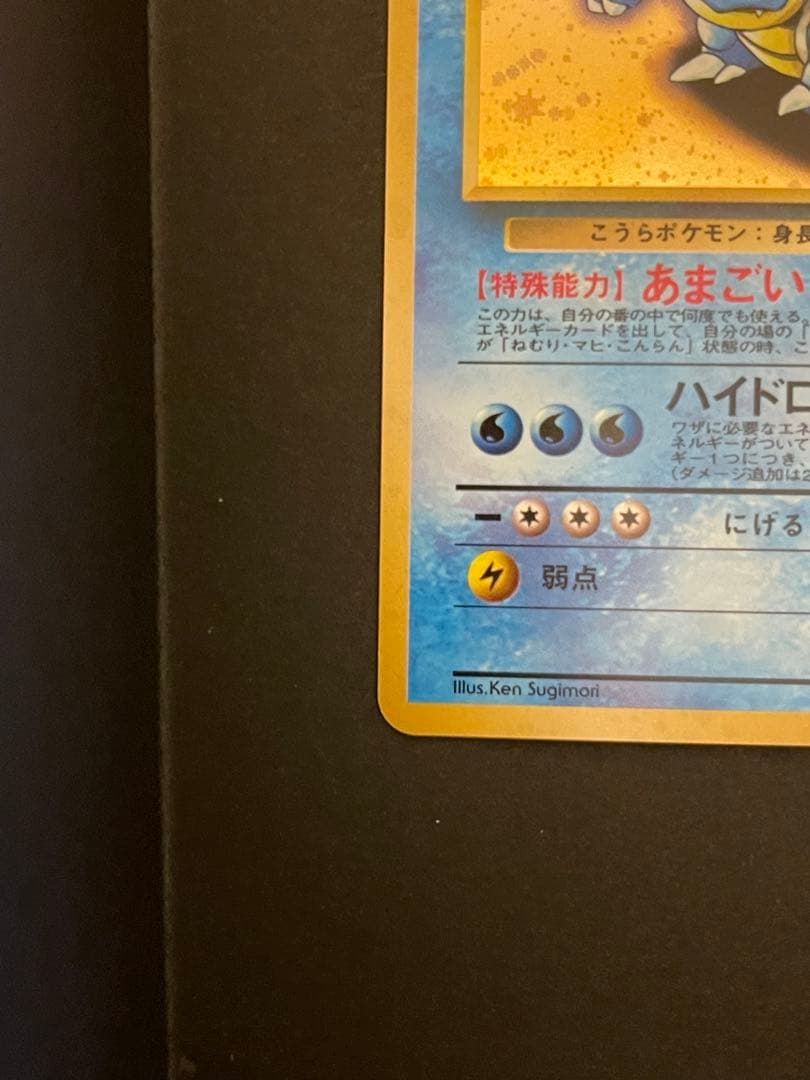 こうらポケモン：身長
【特殊能力】あまごい
この力は、自分の番の中で何度でも使える。
エネルギーカードを出して、自分の場の「
が「ねむり・マヒ・こんらん」状態の時、こ
ハイドロ
ワザに必要なエネ
ネルギーがついて
ギー1つにつき、
（ダメージ追加は2
にげる
弱点
Illus.Ken Sugimori